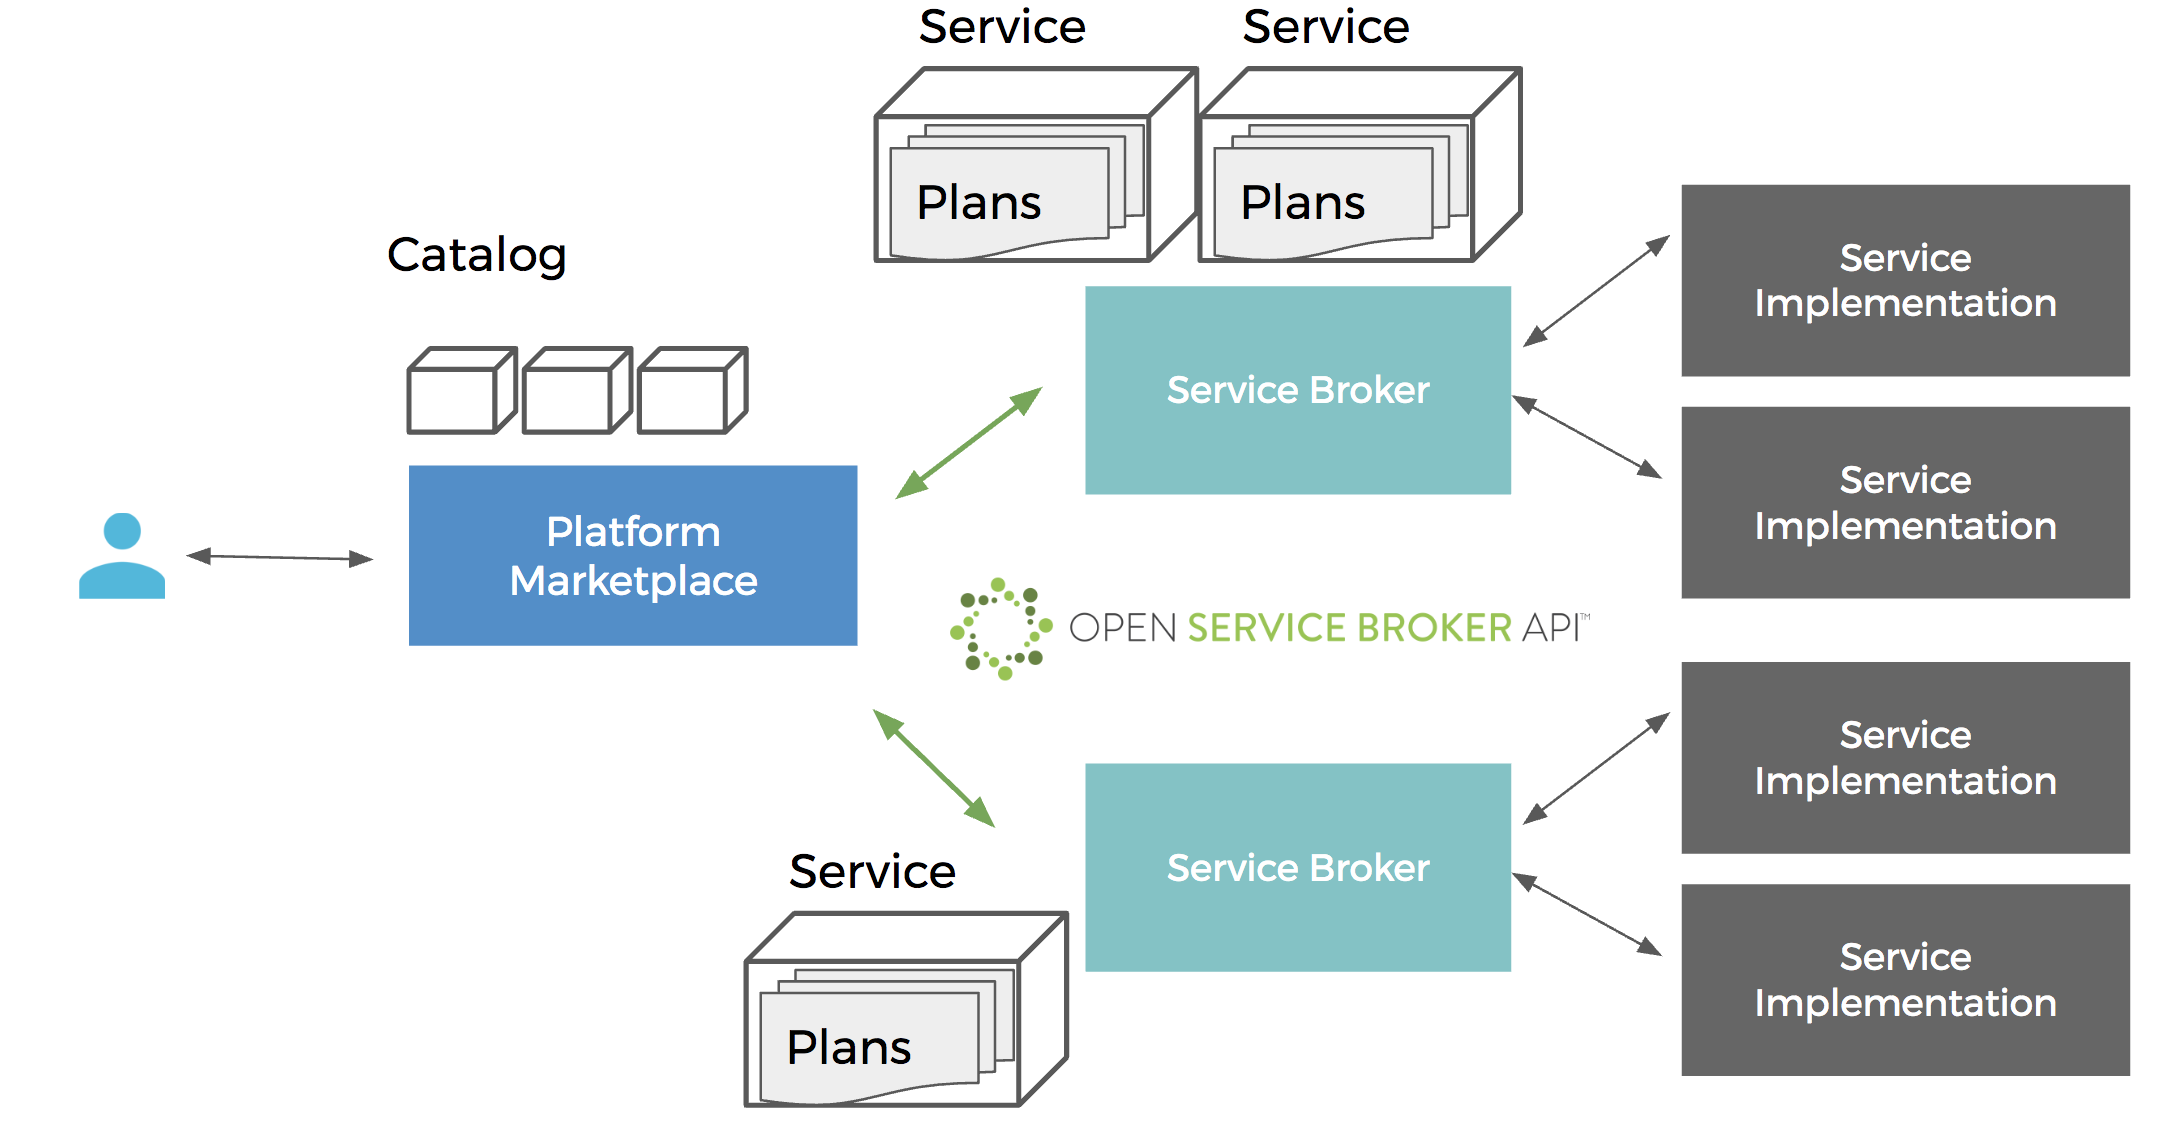 Service
Service
Plans
Plans
Catalog
Service
Implementation
Service Broker
Service
Implementation
Platform
Marketplace
OPEN SERVICE BROKER API™
Service
Implementation
Service Broker
Service
Plans
Service
Implementation